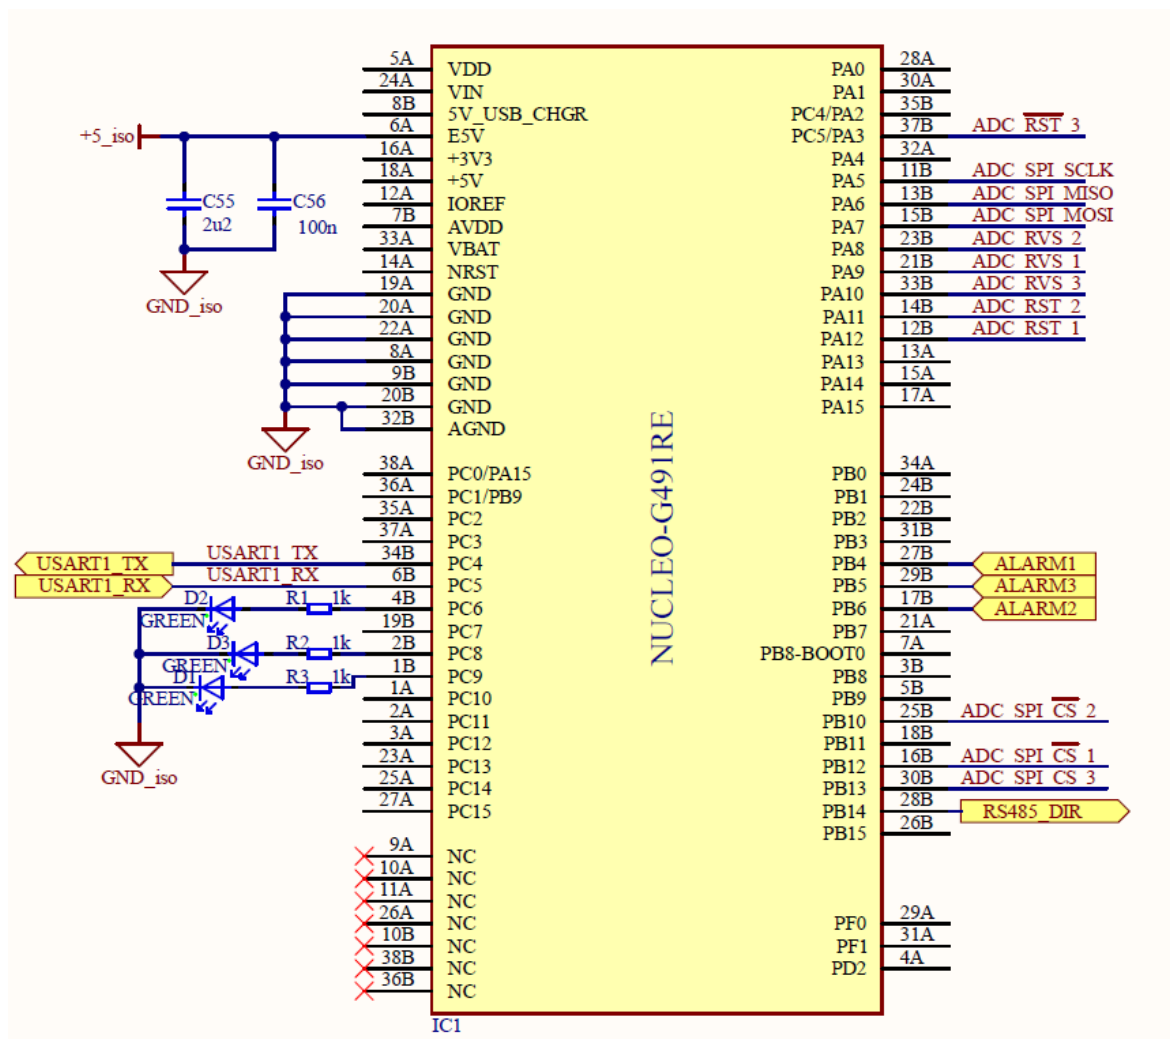 5A VDD PA0 28A
24A VIN PA1 30A
8B 5V_USB_CHGR PC4/PA2 35B
+5_iso 6A E5V PC5/PA3 37B ADC RST 3
16A +3V3 PA4 32A
18A +5V PA5 11B ADC SPI SCLK
C55 C56 12A IOREF PA6 13B ADC SPI MISO
2u2 100n 7B AVDD PA7 15B ADC SPI MOSI
33A VBAT PA8 23B ADC RVS 2
14A NRST PA9 21B ADC RVS 1
GND_iso 19A GND PA10 33B ADC RVS 3
20A GND PA11 14B ADC RST 2
22A GND PA12 12B ADC RST 1
8A GND PA13 13A
9B GND PA14 15A
20B GND PA15 17A
32B AGND
GND_iso
NUCLEO-G491RE
38A PC0/PA15 PB0 34A
36A PC1/PB9 PB1 24B
35A PC2 PB2 22B
37A PC3 PB3 31B
USART1_TX USART1_TX 34B PC4 PB4 27B ALARM1
USART1_RX USART1_RX 6B PC5 PB5 29B ALARM3
D2 GREEN R1 1k 4B PC6 PB6 17B ALARM2
19B PC7 PB7 21A
D3 GREEN R2 1k 2B PC8 PB8-BOOT0 7A
D1 GREEN R3 1k 1B PC9 PB8 3B
1A PC10 PB9 5B
2A PC11 PB10 25B ADC SPI CS 2
3A PC12 PB11 18B
GND_iso 23A PC13 PB12 16B ADC SPI CS 1
25A PC14 PB13 30B ADC SPI CS 3
27A PC15 PB14 28B RS485_DIR
PB15 26B
9A NC
10A NC
11A NC
26A NC PF0 29A
10B NC PF1 31A
38B NC PD2 4A
36B NC
IC1